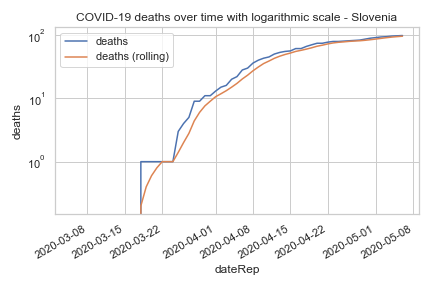 COVID-19 deaths over time with logarithmic scale - Slovenia
deaths
deaths (rolling)
10²
10¹
10⁰
deaths
2020-03-08
2020-03-15
2020-03-22
2020-04-01
2020-04-08
2020-04-15
2020-04-22
2020-05-01
2020-05-08
dateRep